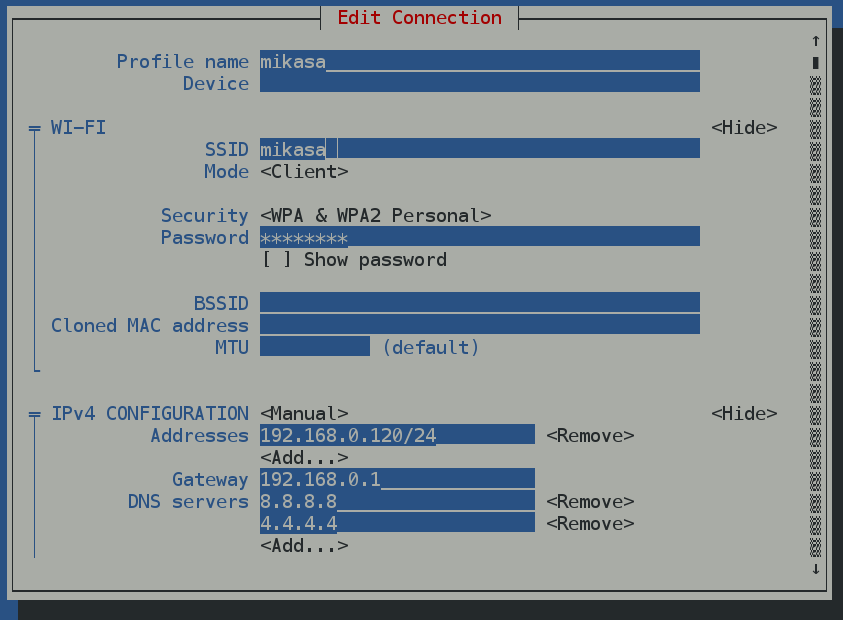 Edit Connection
Profile name mikasa
Device
WI-FI <Hide>
SSID mikasa
Mode <Client>
Security <WPA & WPA2 Personal>
Password ********
[ ] Show password
BSSID
Cloned MAC address
MTU (default)
IPv4 CONFIGURATION <Manual> <Hide>
Addresses 192.168.0.120/24 <Remove>
<Add...>
Gateway 192.168.0.1
DNS servers 8.8.8.8 <Remove>
4.4.4.4 <Remove>
<Add...>